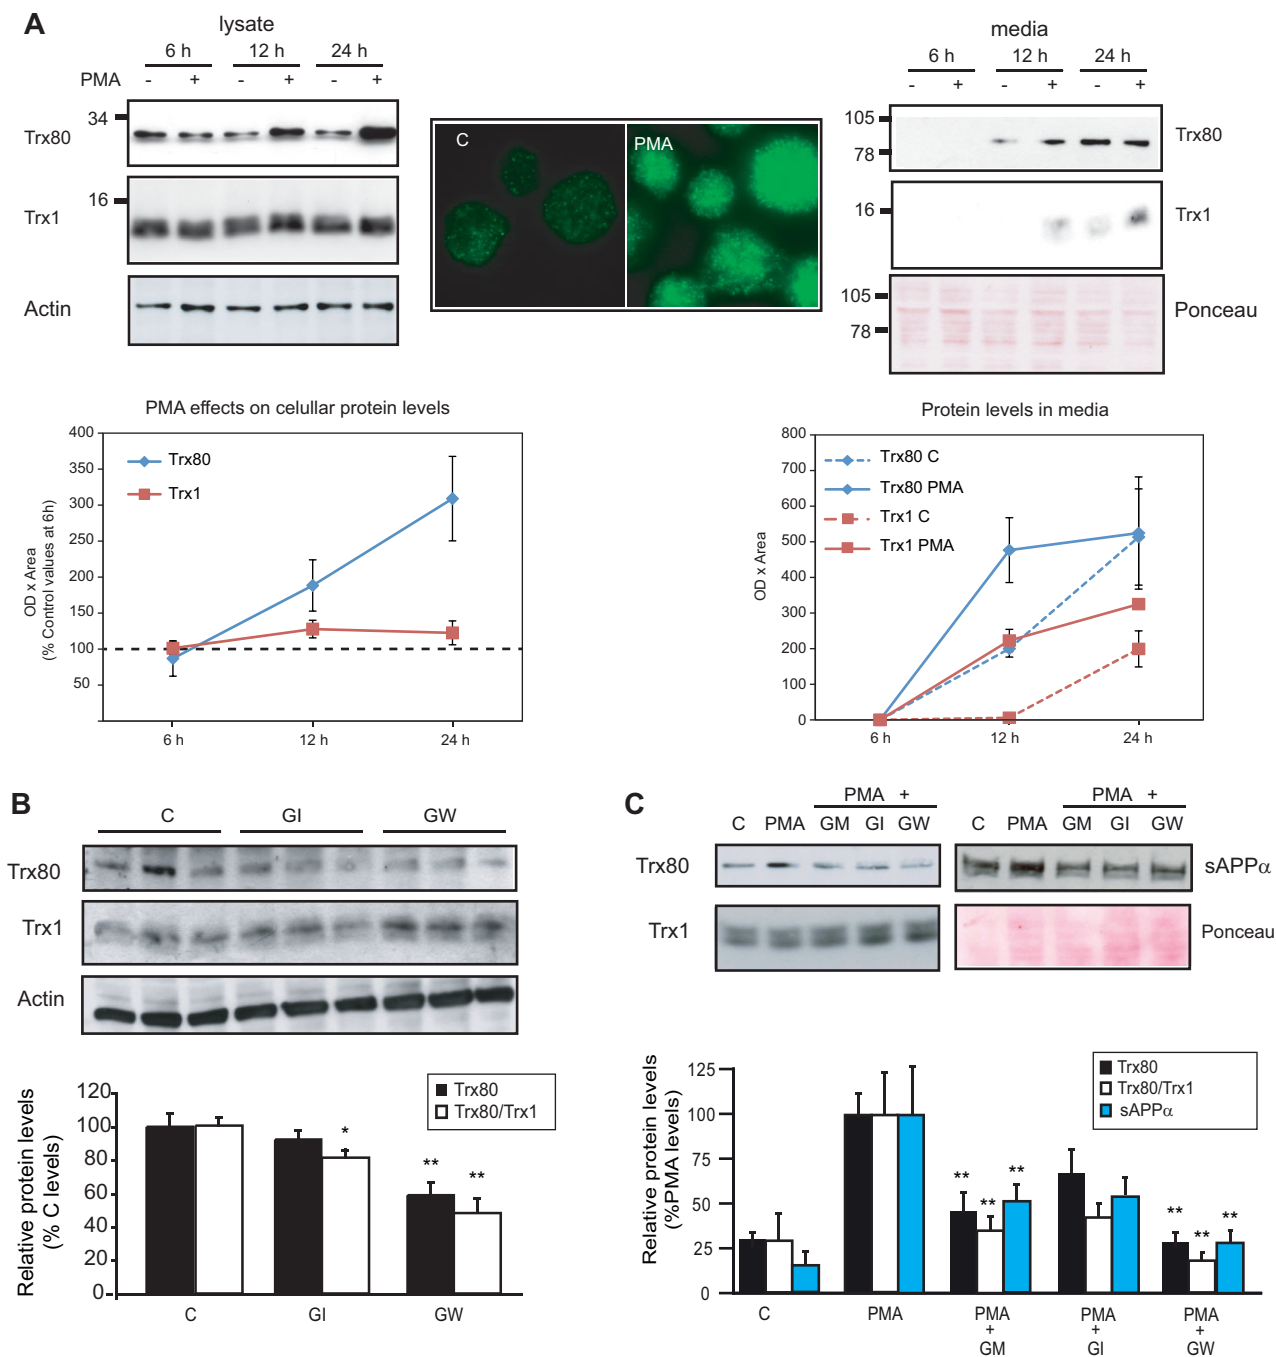 A
lysate
6 h 12 h 24 h
PMA - + - + - +
34
Trx80
16
Trx1
Actin
C
PMA
media
6 h 12 h 24 h
- + - + - +
105
Trx80
78
16
Trx1
105
Ponceau
78
PMA effects on celullar protein levels
400
350
300
250
200
150
100
50
OD x Area
(% Control values at 6h)
Trx80
Trx1
6 h 12 h 24 h
Protein levels in media
800
700
600
500
400
300
200
100
0
OD x Area
Trx80 C
Trx80 PMA
Trx1 C
Trx1 PMA
6 h 12 h 24 h
B
C GI GW
Trx80
Trx1
Actin
Relative protein levels
(% C levels)
120
100
80
60
40
20
0
Trx80
Trx80/Trx1
*
**
**
C GI GW
C
PMA +
C PMA GM GI GW
Trx80
Trx1
PMA +
C PMA GM GI GW
sAPPα
Ponceau
Relative protein levels
(%PMA levels)
125
100
75
50
25
0
Trx80
Trx80/Trx1
sAPPα
** ** **
** ** **
C
PMA
PMA
+
GM
PMA
+
GI
PMA
+
GW